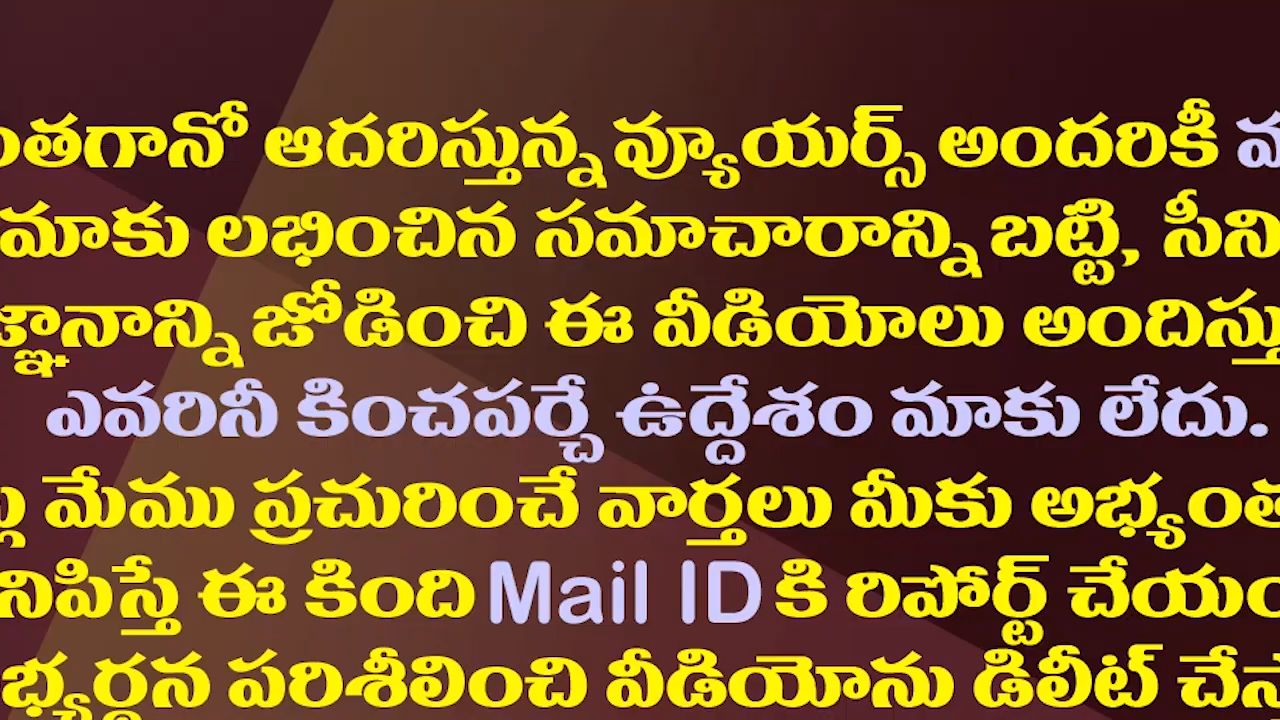 ఆదరిస్తున్న వ్యూయర్స్ అందరికీ
మాకు లభించిన సమాచారాన్ని బట్టి,
జోడించి ఈ వీడియోలు
ఎవరినీ కించపర్చే ఉద్దేశం మాకు లేదు.
మేము ప్రచురించే వార్తలు మీకు
ఈ కింది Mail ID కి రిపోర్ట్
పరిశీలించి వీడియోను డిలీట్